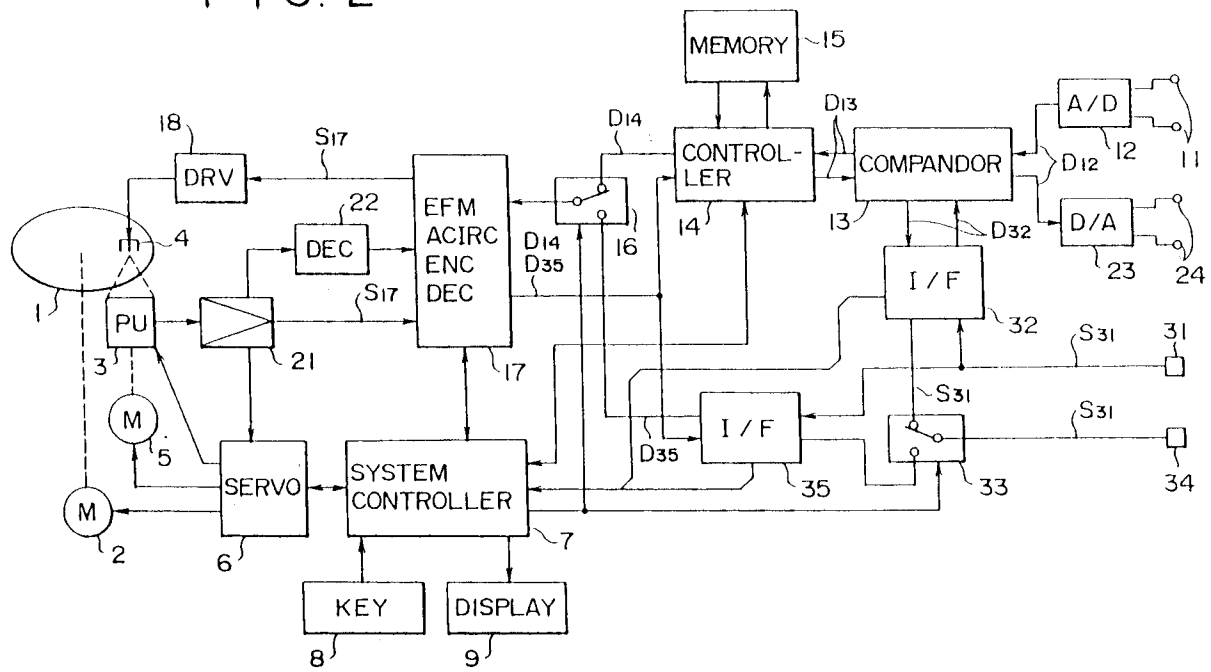 FIG. 2
MEMORY
15
18
S17
D14
D13
A/D
DRV
CONTROL-
LER
COMPANDOR
12
11
D12
22
EFM
ACIRC
ENC
DEC
4
DEC
16
14
13
D/A
D32
23
24
D14
D35
1
PU
S17
I/F
32
3
21
17
S31
31
M
S31
S31
5
D35
I/F
34
SERVO
SYSTEM
CONTROLLER
35
33
M
2
6
7
KEY
DISPLAY
8
9